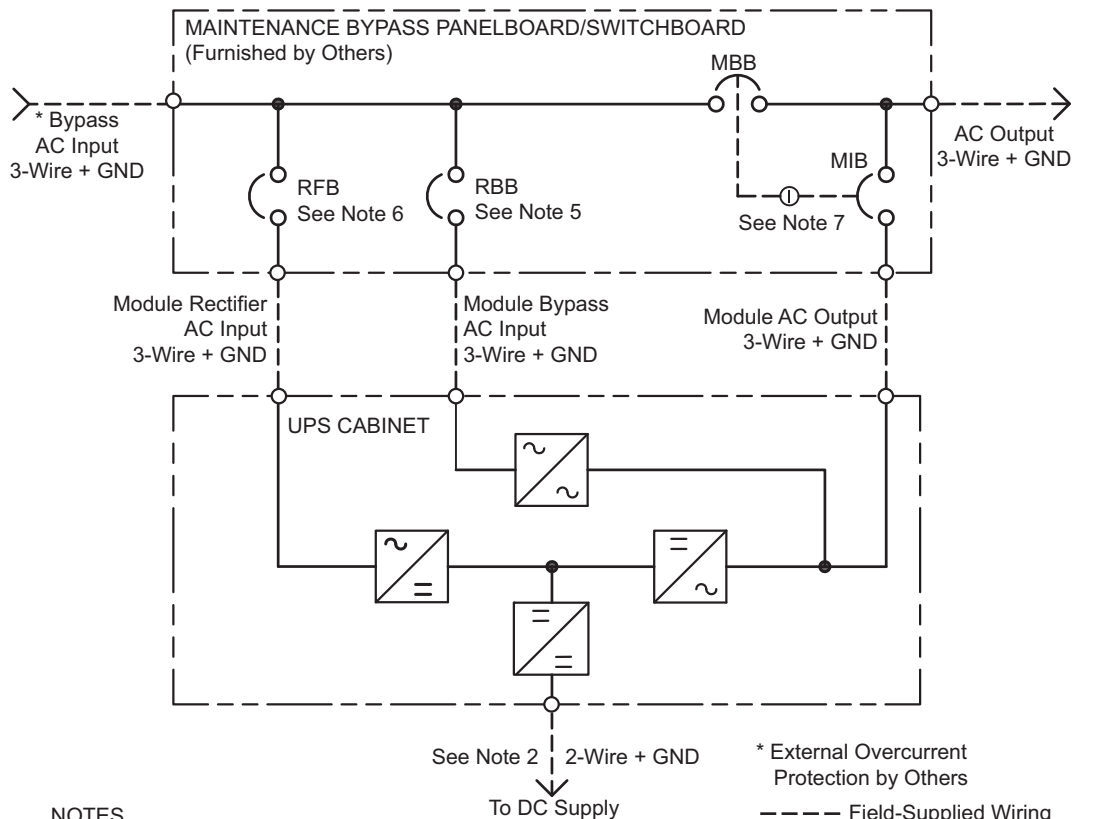 MAINTENANCE BYPASS PANELBOARD/SWITCHBOARD
(Furnished by Others)
MBB
* Bypass
AC Input
3-Wire + GND
AC Output
3-Wire + GND
RFB
See Note 6
RBB
See Note 5
MIB
See Note 7
Module Rectifier
AC Input
3-Wire + GND
Module Bypass
AC Input
3-Wire + GND
Module AC Output
3-Wire + GND
UPS CABINET
See Note 2
2-Wire + GND
To DC Supply
* External Overcurrent
Protection by Others
Field-Supplied Wiring
NOTES